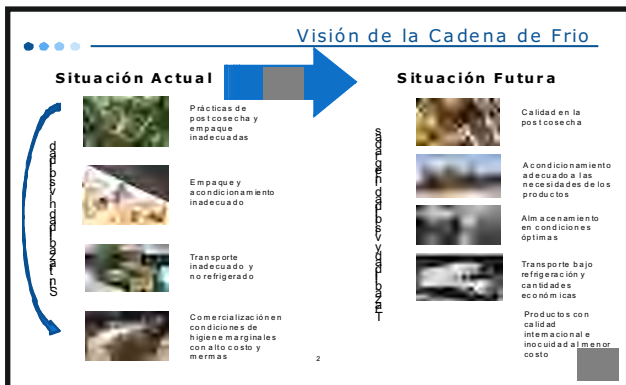 Visión de la Cadena de Frio
Situación Actual
Situación Futura
Prácticas de
postcosecha y
empaque
inadecuadas
Empaque y
acondicionamiento
inadecuado
Transporte
inadecuado y
no refrigerado
Comercialización en
condiciones de
higiene marginales
con alto costo y
mermas
Calidad en la
postcosecha
Acondicionamiento
adecuado a las
necesidades de los
productos
Almacenamiento
en condiciones
óptimas
Transporte bajo
refrigeración y
cantidades
económicas
Productos con
calidad
internacional e
inocuidad al menor
costo
2